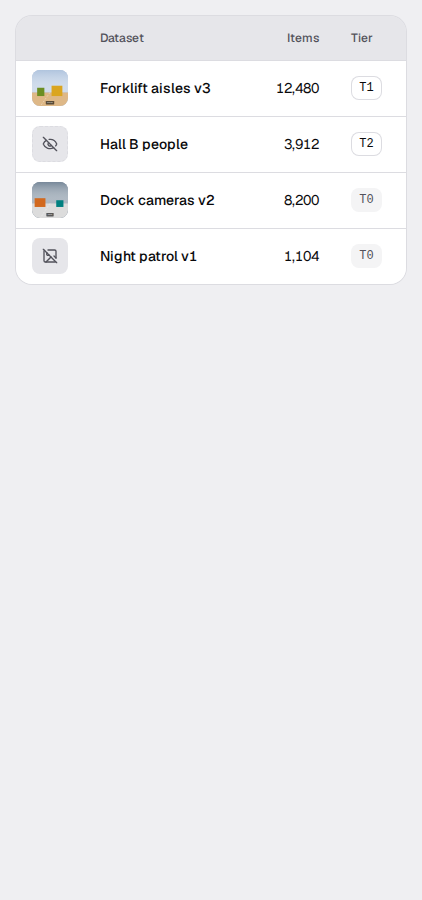 Dataset Items Tier
Forklift aisles v3 12,480 T1
Hall B people 3,912 T2
Dock cameras v2 8,200 T0
Night patrol v1 1,104 T0